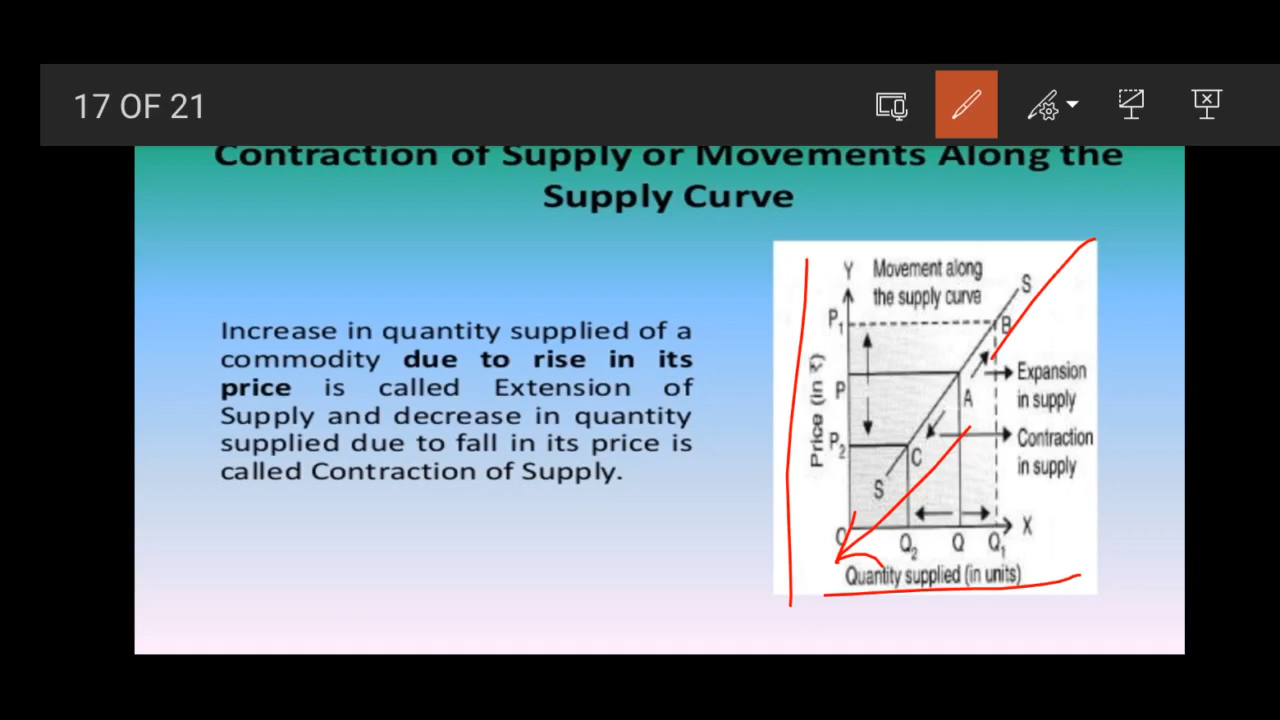 17 OF 21
Contraction of Supply or Movements Along the
Supply Curve
Increase in quantity supplied of a
commodity due to rise in its
price is called Extension of
Supply and decrease in quantity
supplied due to fall in its price is
called Contraction of Supply.
Y
Movement along
the supply curve
S
P1
B
Expansion
in supply
P
A
Price (in ₹)
Contraction
in supply
P2
C
S
O
X
Q2
Q
Q1
Quantity supplied (in units)